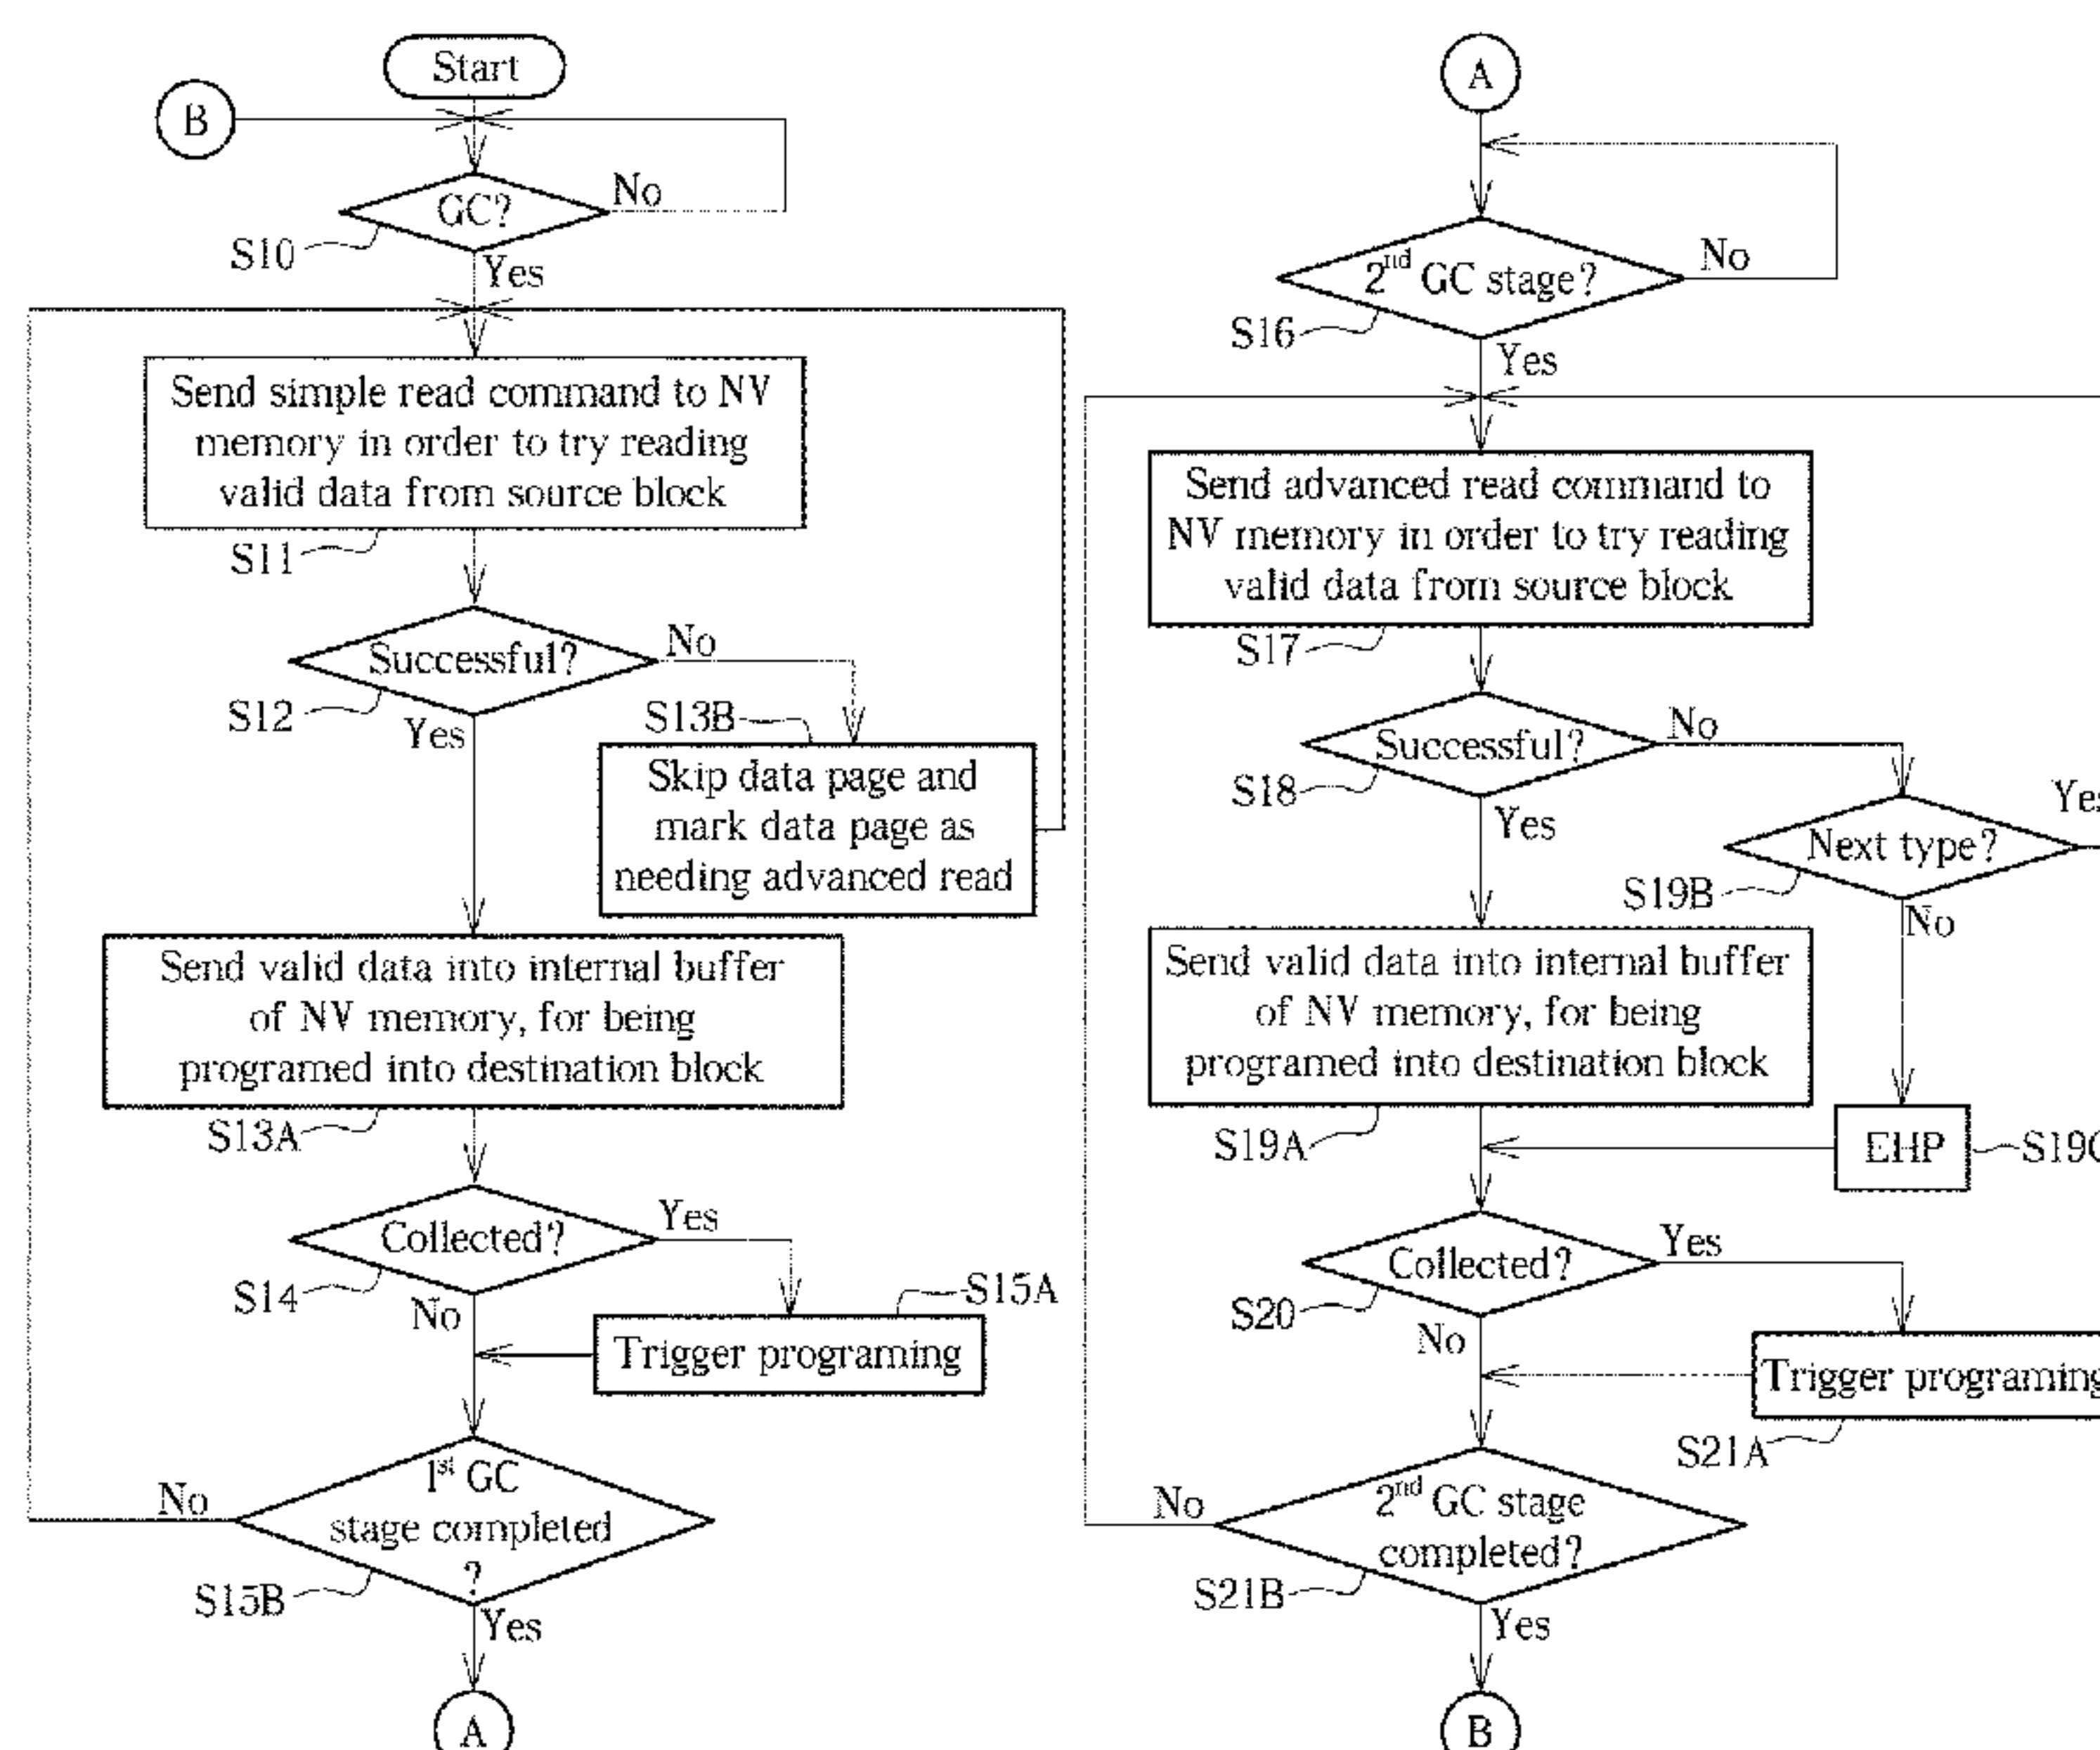 Start
B
GC?
No
S10
Yes
Send simple read command to NV
memory in order to try reading
valid data from source block
S11
Successful?
No
S12
Yes
S13B
Skip data page and
mark data page as
needing advanced read
Send valid data into internal buffer
of NV memory, for being
programed into destination block
S13A
Collected?
Yes
S14
No
S15A
Trigger programing
1st GC
stage completed
?
No
S15B
Yes
A
A
2nd GC stage?
No
S16
Yes
Send advanced read command to
NV memory in order to try reading
valid data from source block
S17
Successful?
No
S18
Yes
Next type?
Yes
S19B
No
Send valid data into internal buffer
of NV memory, for being
programed into destination block
S19A
EHP
S19C
Collected?
Yes
S20
No
Trigger programing
S21A
2nd GC stage
completed?
No
S21B
Yes
B